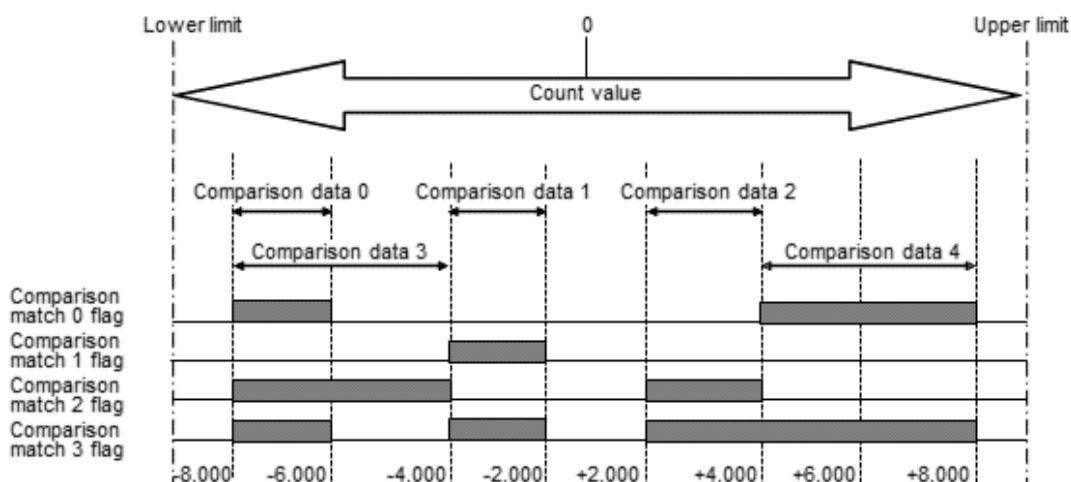 Lower limit 0 Upper limit
Count value
Comparison data 0 Comparison data 1 Comparison data 2
Comparison data 3 Comparison data 4
Comparison
match 0 flag
Comparison
match 1 flag
Comparison
match 2 flag
Comparison
match 3 flag
-8,000 -6,000 -4,000 -2,000 +2,000 +4,000 +6,000 +8,000